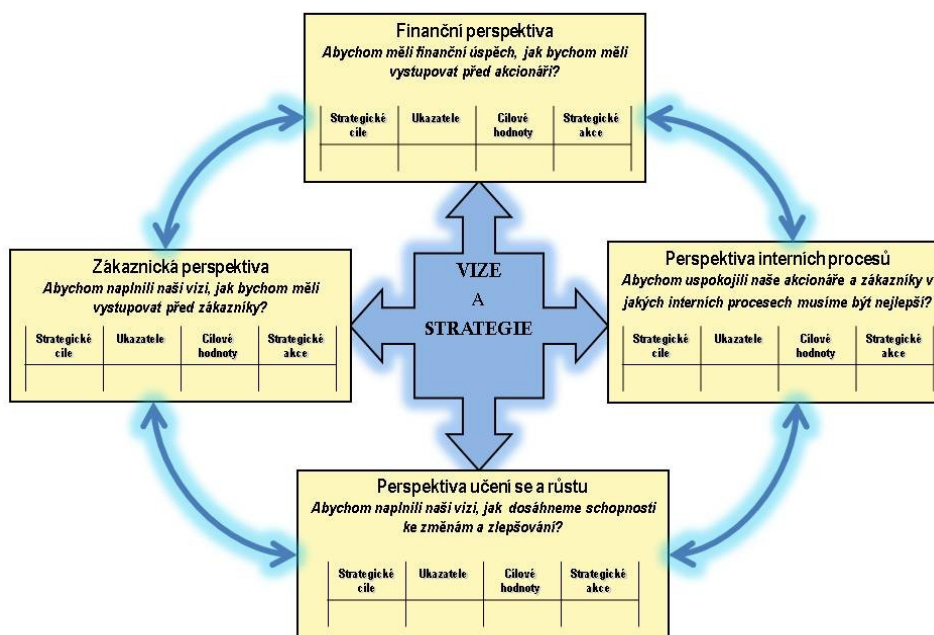 Finanční perspektiva
Abychom měli finanční úspěch, jak bychom měli
vystupovat před akcionáři?
Strategické cíle
Ukazatele
Cílové hodnoty
Strategické akce
Zákaznická perspektiva
Abychom naplnili naši vizi, jak bychom měli
vystupovat před zákazníky?
Strategické cíle
Ukazatele
Cílové hodnoty
Strategické akce
VIZE
A
STRATEGIE
Perspektiva interních procesů
Abychom uspokojili naše akcionáře a zákazníky v
jakých interních procesech musíme být nejlepší?
Strategické cíle
Ukazatele
Cílové hodnoty
Strategické akce
Perspektiva učení se a růstu
Abychom naplnili naši vizi, jak dosáhneme schopností
ke změnám a zlepšování?
Strategické cíle
Ukazatele
Cílové hodnoty
Strategické akce